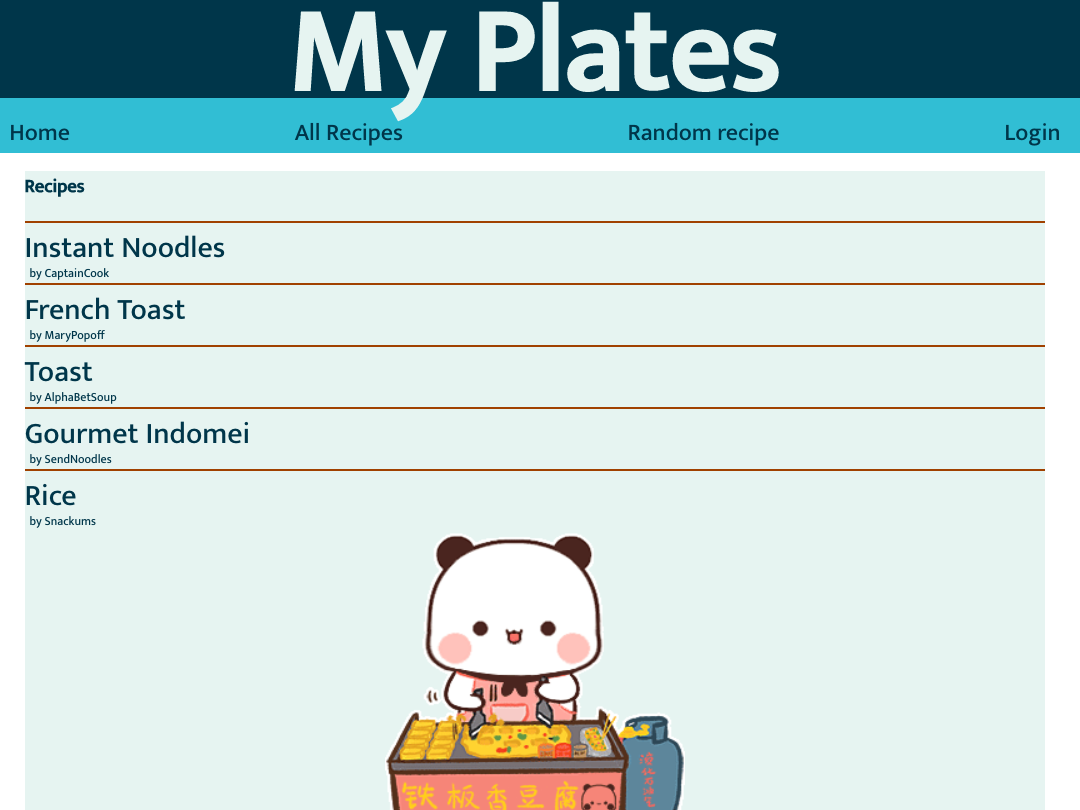 My Plates
Home All Recipes Random recipe Login
Recipes
Instant Noodles
by CaptainCook
French Toast
by MaryPopoff
Toast
by AlphaBetSoup
Gourmet Indomei
by SendNoodles
Rice
by Snackums
铁板香豆腐